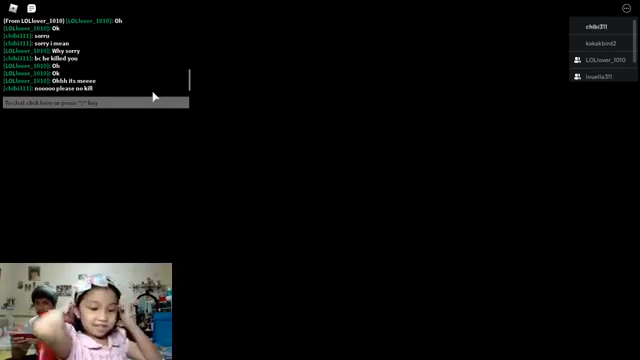 (From LOLlover_1010) [LOLlover_1010]: Oh
[LOLlover_1010]: Ok
[chibi311]: sorru
[chibi311]: sorry i mean
[LOLlover_1010]: Why sorry
[chibi311]: bc he killed you
[LOLlover_1010]: Oh
[LOLlover_1010]: Ok
[LOLlover_1010]: Ohhh its meeee
[chibi311]: nooooo please no kill
To chat click here or press "/" key
chibi311
kakakbird2
LOLlover_1010
louella311